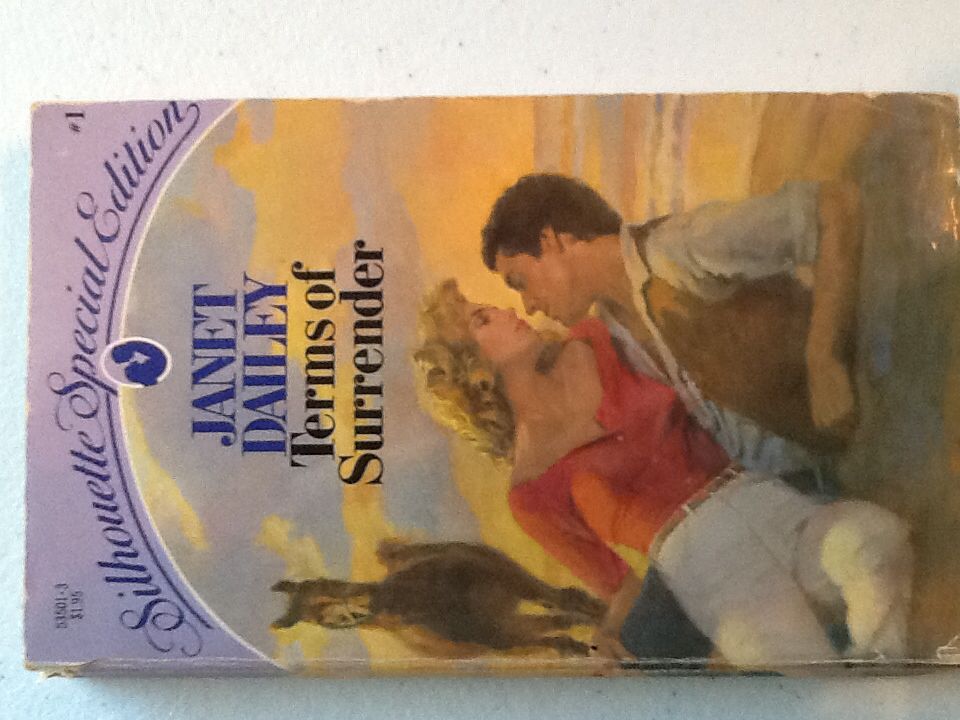 53501-3
$1.95
#1
Silhouette Special Edition
JANET
DAILEY
Terms of
Surrender